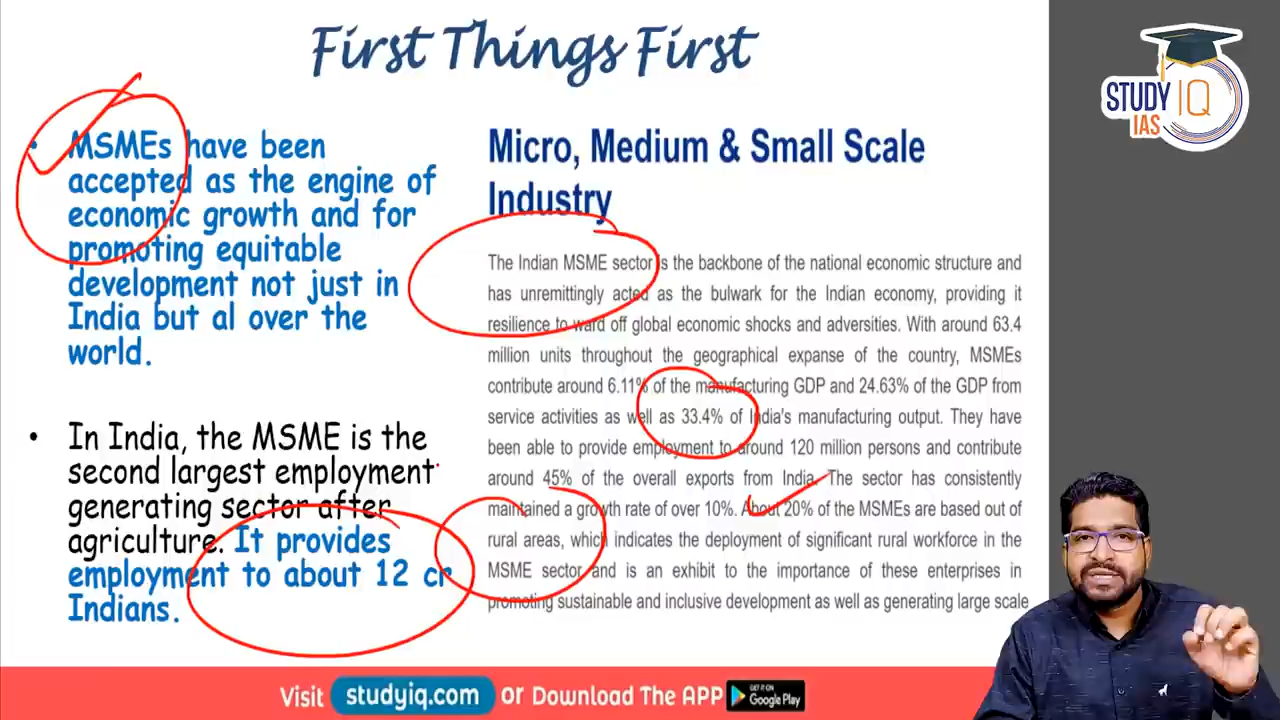 First Things First
STUDY IQ
IAS
• MSMEs have been
accepted as the engine of
economic growth and for
promoting equitable
development not just in
India but al over the
world.
• In India, the MSME is the
second largest employment
generating sector after
agriculture. It provides
employment to about 12 cr
Indians.
Micro, Medium & Small Scale
Industry
The Indian MSME sector is the backbone of the national economic structure and
has unremittingly acted as the bulwark for the Indian economy, providing it
resilience to ward off global economic shocks and adversities. With around 63.4
million units throughout the geographical expanse of the country, MSMEs
contribute around 6.11% of the manufacturing GDP and 24.63% of the GDP from
service activities as well as 33.4% of India's manufacturing output. They have
been able to provide employment to around 120 million persons and contribute
around 45% of the overall exports from India. The sector has consistently
maintained a growth rate of over 10%. About 20% of the MSMEs are based out of
rural areas, which indicates the deployment of significant rural workforce in the
MSME sector and is an exhibit to the importance of these enterprises in
promoting sustainable and inclusive development as well as generating large scale
Visit studyiq.com or Download The APP GET IT ON Google Play